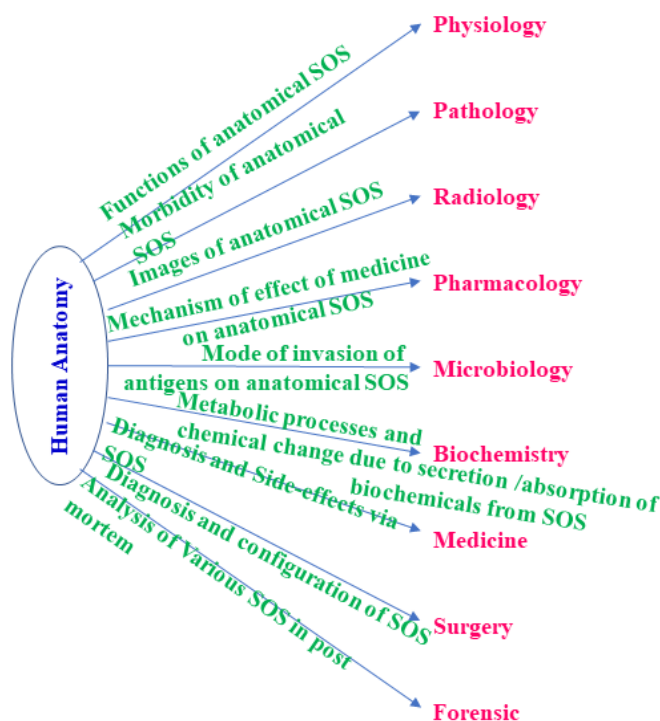 Physiology
Functions of anatomical SOS
Pathology
Morbidity of anatomical
SOS
Radiology
Images of anatomical SOS
Pharmacology
Mechanism of effect of medicine
on anatomical SOS
Human Anatomy
Microbiology
Mode of invasion of
antigens on anatomical SOS
Biochemistry
Metabolic processes and
chemical change due to secretion /absorption of
biochemicals from SOS
Medicine
Diagnosis and Side-effects via
SOS
Surgery
Diagnosis and configuration of SOS
Forensic
Analysis of Various SOS in post
mortem